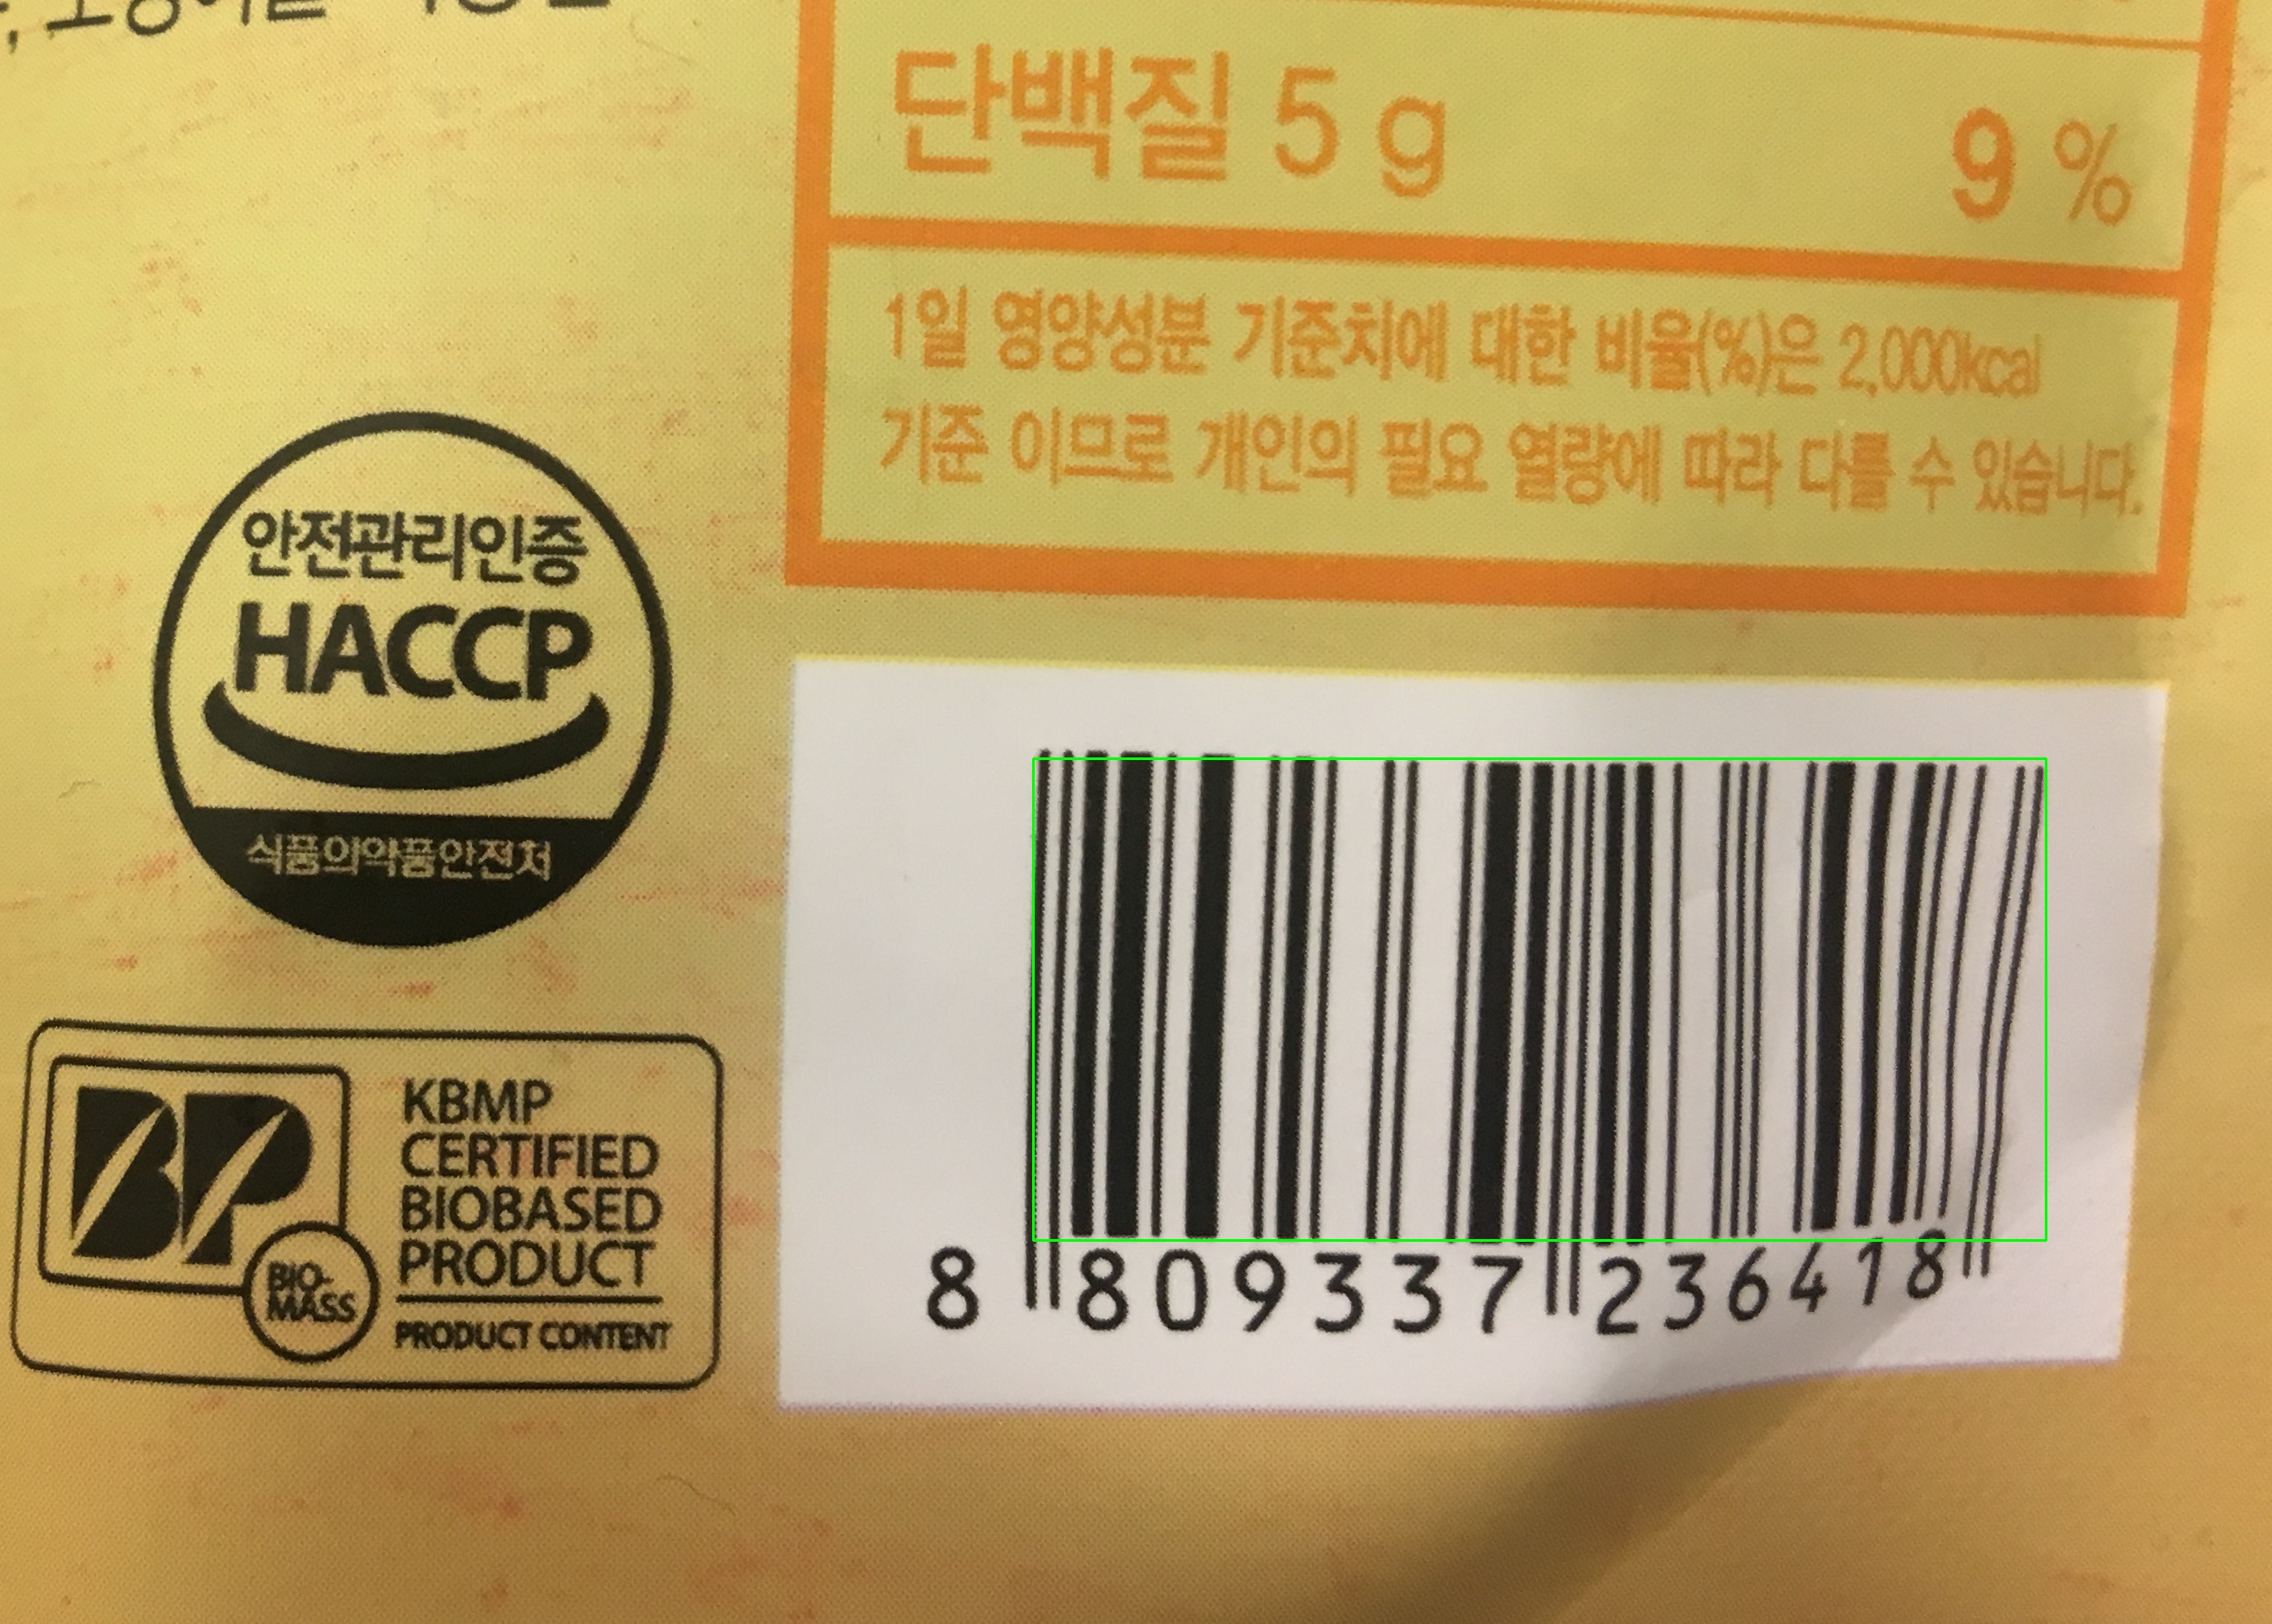 단백질 5 g 9 %
1일 영양성분 기준치에 대한 비율(%)은 2,000kcal
기준 이므로 개인의 필요 열량에 따라 다를 수 있습니다.
안전관리인증
HACCP
식품의약품안전처
BP
BIO-
MASS
KBMP
CERTIFIED
BIOBASED
PRODUCT
PRODUCT CONTENT
8 809337 236418